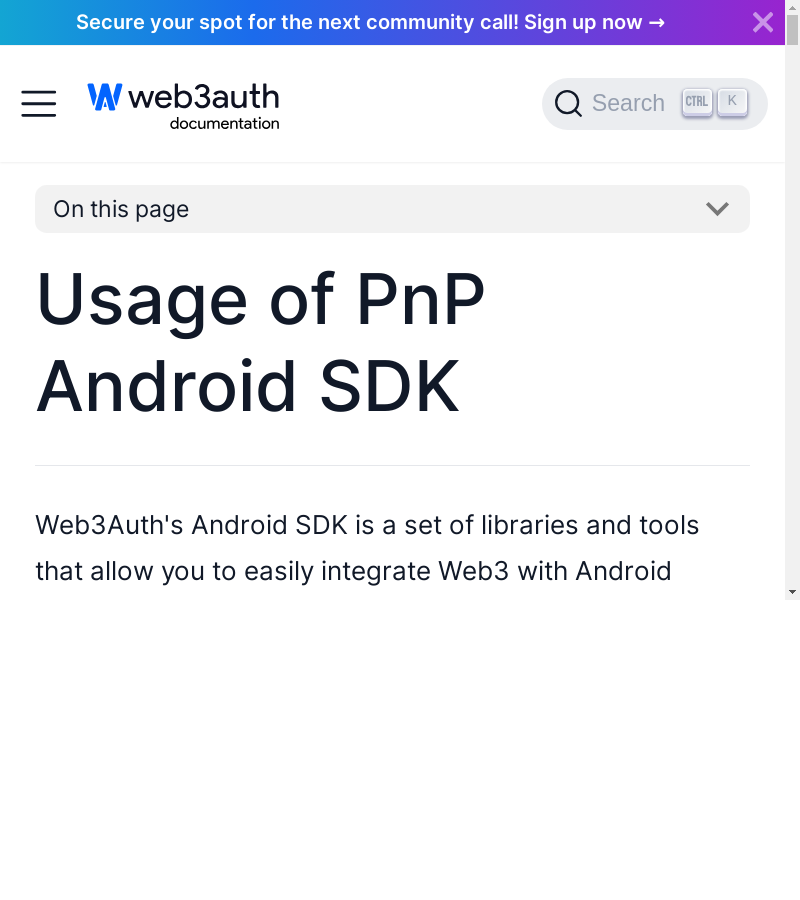 Secure your spot for the next community call! Sign up now →
web3auth
documentation
Search CTRL K
On this page
Usage of PnP
Android SDK
Web3Auth's Android SDK is a set of libraries and tools
that allow you to easily integrate Web3 with Android